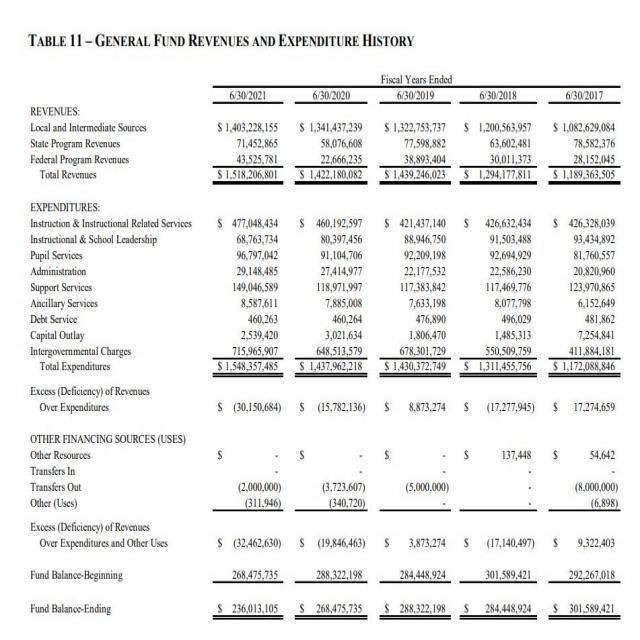 TABLE 11 – GENERAL FUND REVENUES AND EXPENDITURE HISTORY
Fiscal Years Ended
6/30/2021 6/30/2020 6/30/2019 6/30/2018 6/30/2017
REVENUES:
Local and Intermediate Sources $ 1,403,228,155 $ 1,341,437,239 $ 1,322,753,737 $ 1,200,563,957 $ 1,082,629,084
State Program Revenues 71,452,865 58,076,608 77,598,882 63,602,481 78,582,376
Federal Program Revenues 43,525,781 22,666,235 38,893,404 30,011,373 28,152,045
Total Revenues $ 1,518,206,801 $ 1,422,180,082 $ 1,439,246,023 $ 1,294,177,811 $ 1,189,363,505
EXPENDITURES:
Instruction & Instructional Related Services $ 477,048,434 $ 460,192,597 $ 421,437,140 $ 426,632,434 $ 426,328,039
Instructional & School Leadership 68,763,734 80,397,456 88,946,750 91,503,488 93,434,892
Pupil Services 96,797,042 91,104,706 92,209,198 92,694,929 81,760,557
Administration 29,148,485 27,414,977 22,177,532 22,586,230 20,820,960
Support Services 149,046,589 118,971,997 117,383,842 117,469,776 123,970,865
Ancillary Services 8,587,611 7,885,008 7,633,198 8,077,798 6,152,649
Debt Service 460,263 460,264 476,890 496,029 481,862
Capital Outlay 2,539,420 3,021,634 1,806,470 1,485,313 7,254,841
Intergovernmental Charges 715,965,907 648,513,579 678,301,729 550,509,759 411,884,181
Total Expenditures $ 1,548,357,485 $ 1,437,962,218 $ 1,430,372,749 $ 1,311,455,756 $ 1,172,088,846
Excess (Deficiency) of Revenues
Over Expenditures $ (30,150,684) $ (15,782,136) $ 8,873,274 $ (17,277,945) $ 17,274,659
OTHER FINANCING SOURCES (USES)
Other Resources $ - $ - $ - $ 137,448 $ 54,642
Transfers In - - - - -
Transfers Out (2,000,000) (3,723,607) (5,000,000) - (8,000,000)
Other (Uses) (311,946) (340,720) - - (6,898)
Excess (Deficiency) of Revenues
Over Expenditures and Other Uses $ (32,462,630) $ (19,846,463) $ 3,873,274 $ (17,140,497) $ 9,322,403
Fund Balance-Beginning 268,475,735 288,322,198 284,448,924 301,589,421 292,267,018
Fund Balance-Ending $ 236,013,105 $ 268,475,735 $ 288,322,198 $ 284,448,924 $ 301,589,421